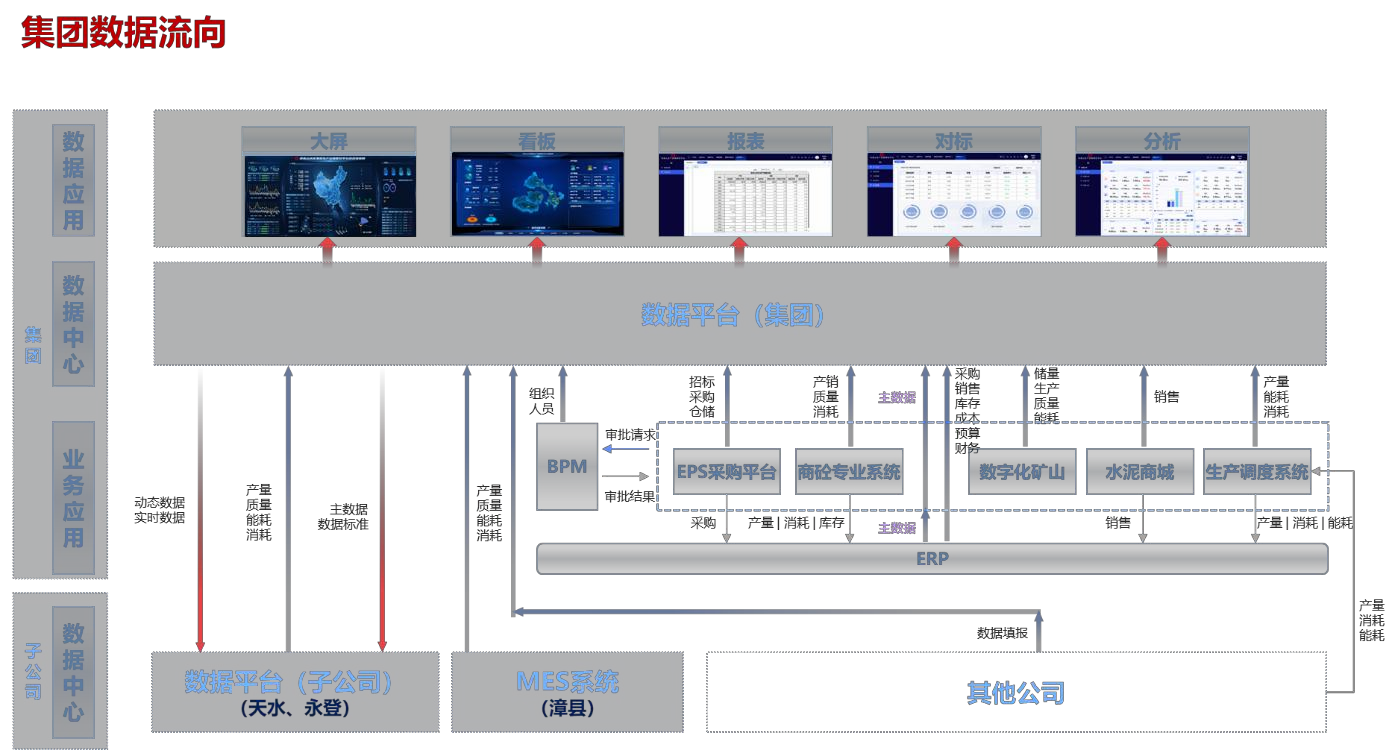 集团数据流向
数据应用
大屏
看板
报表
对标
分析
集团
数据中心
数据平台（集团）
业务应用
组织
人员
招标
采购
仓储
产销
质量
消耗
主数据
采购
销售
库存
成本
预算
财务
储量
生产
质量
能耗
销售
产量
能耗
消耗
BPM
审批请求
审批结果
EPS采购平台
商砼专业系统
数字化矿山
水泥商城
生产调度系统
动态数据
实时数据
产量
质量
能耗
消耗
主数据
数据标准
产量
质量
能耗
消耗
采购
产量 | 消耗 | 库存
主数据
销售
产量 | 消耗 | 能耗
ERP
产量
消耗
能耗
数据填报
子公司
数据中心
数据平台（子公司）
（天水、永登）
MES系统
（漳县）
其他公司